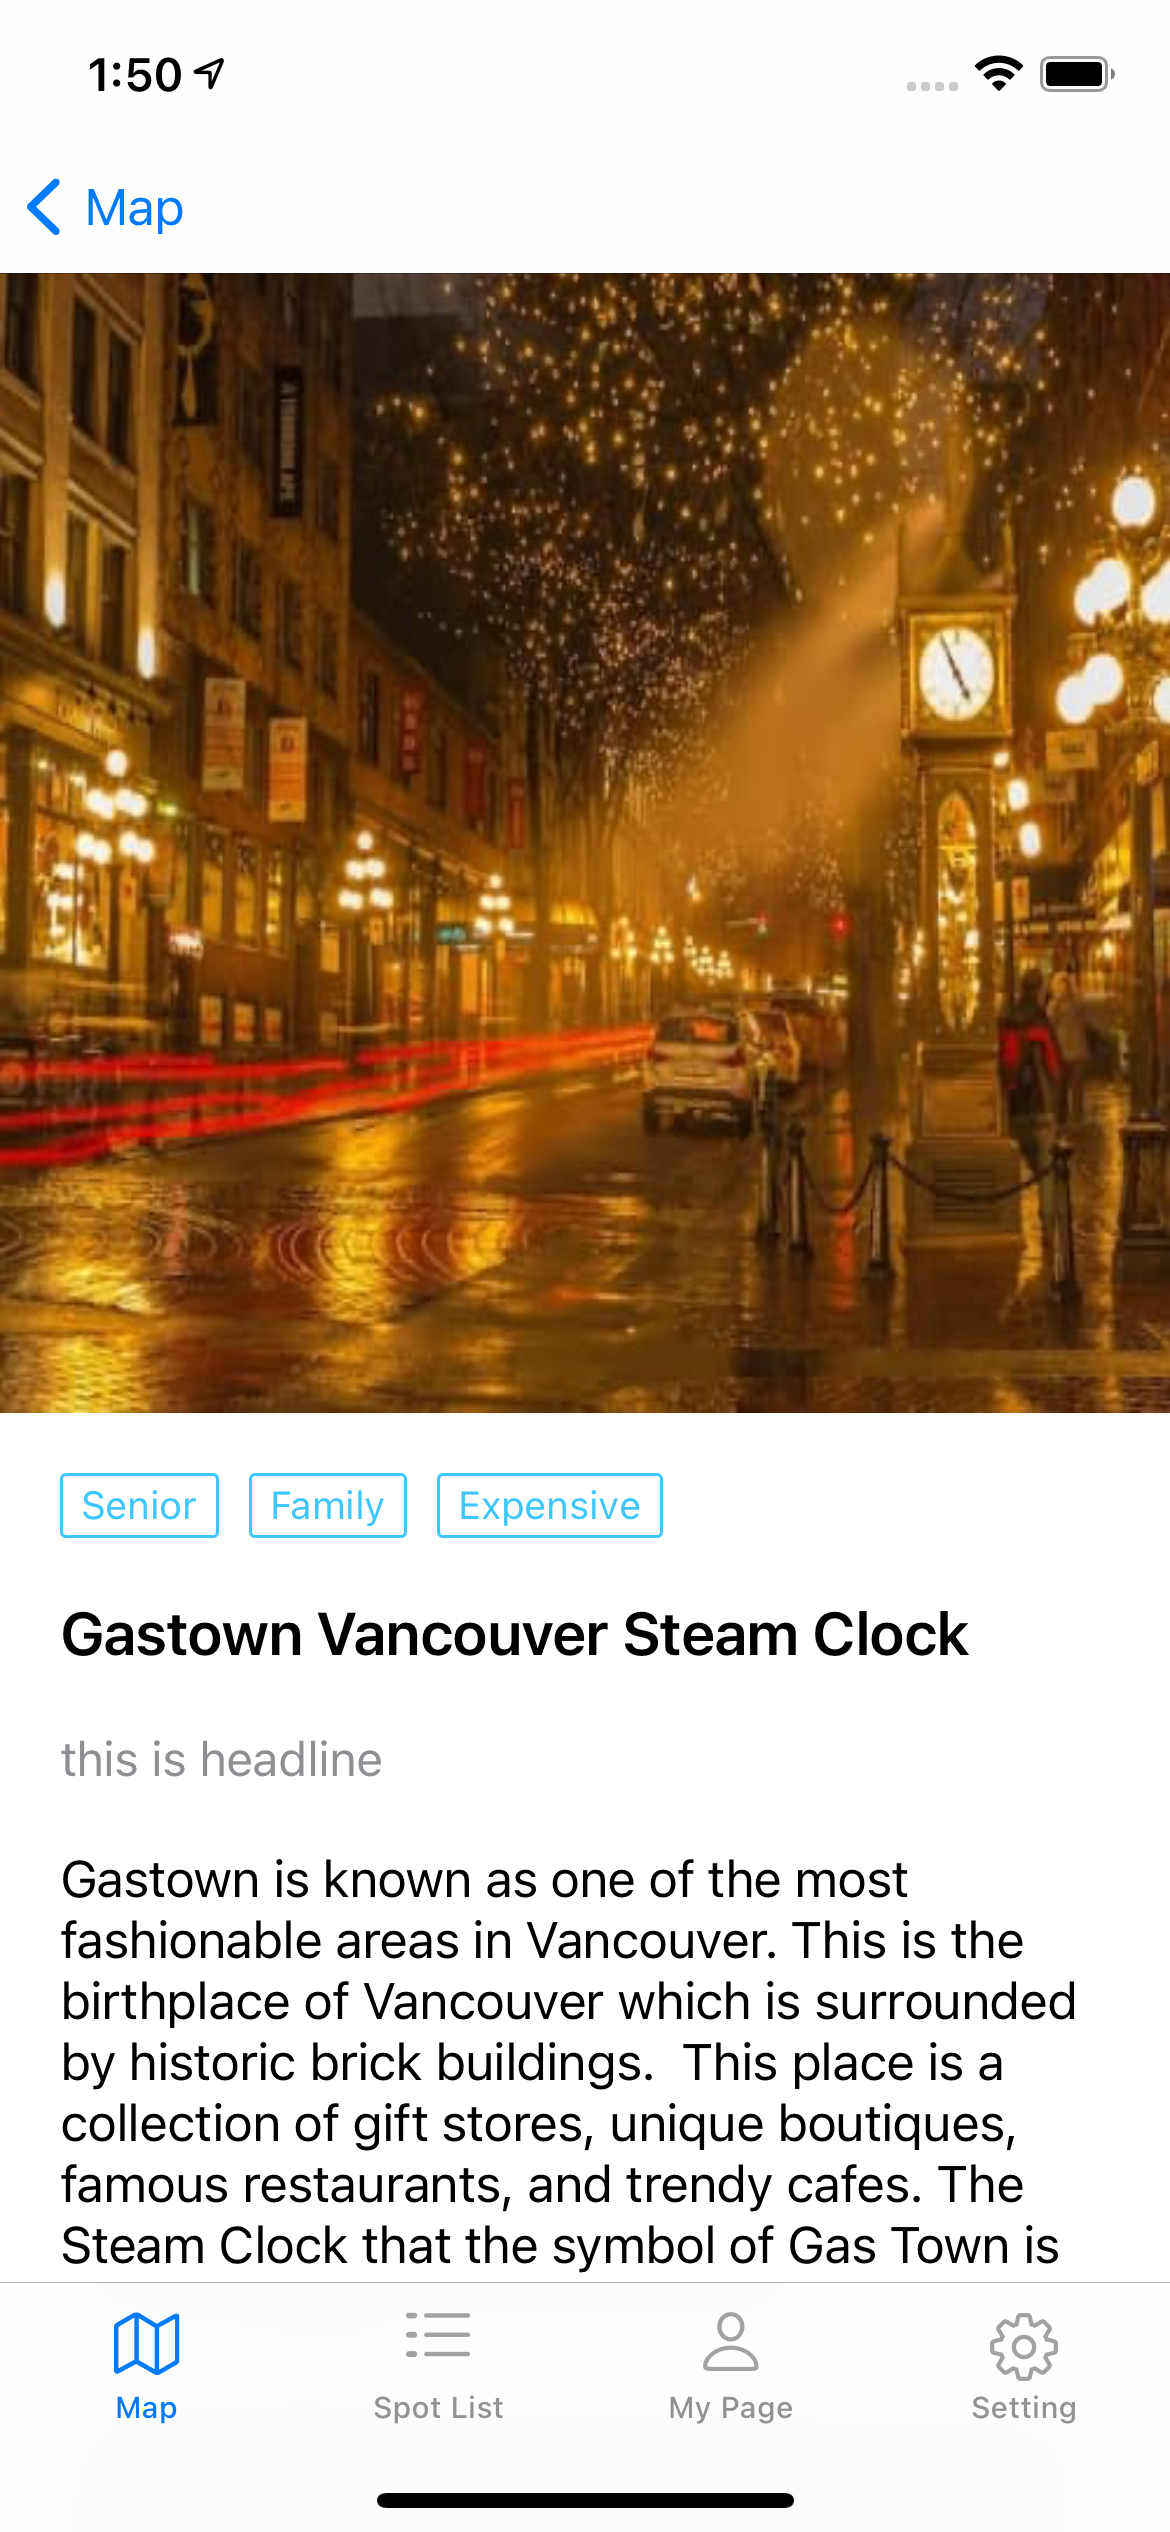 1:50
Map
Senior Family Expensive
Gastown Vancouver Steam Clock
this is headline
Gastown is known as one of the most
fashionable areas in Vancouver. This is the
birthplace of Vancouver which is surrounded
by historic brick buildings.  This place is a
collection of gift stores, unique boutiques,
famous restaurants, and trendy cafes. The
Steam Clock that the symbol of Gas Town is
Map Spot List My Page Setting